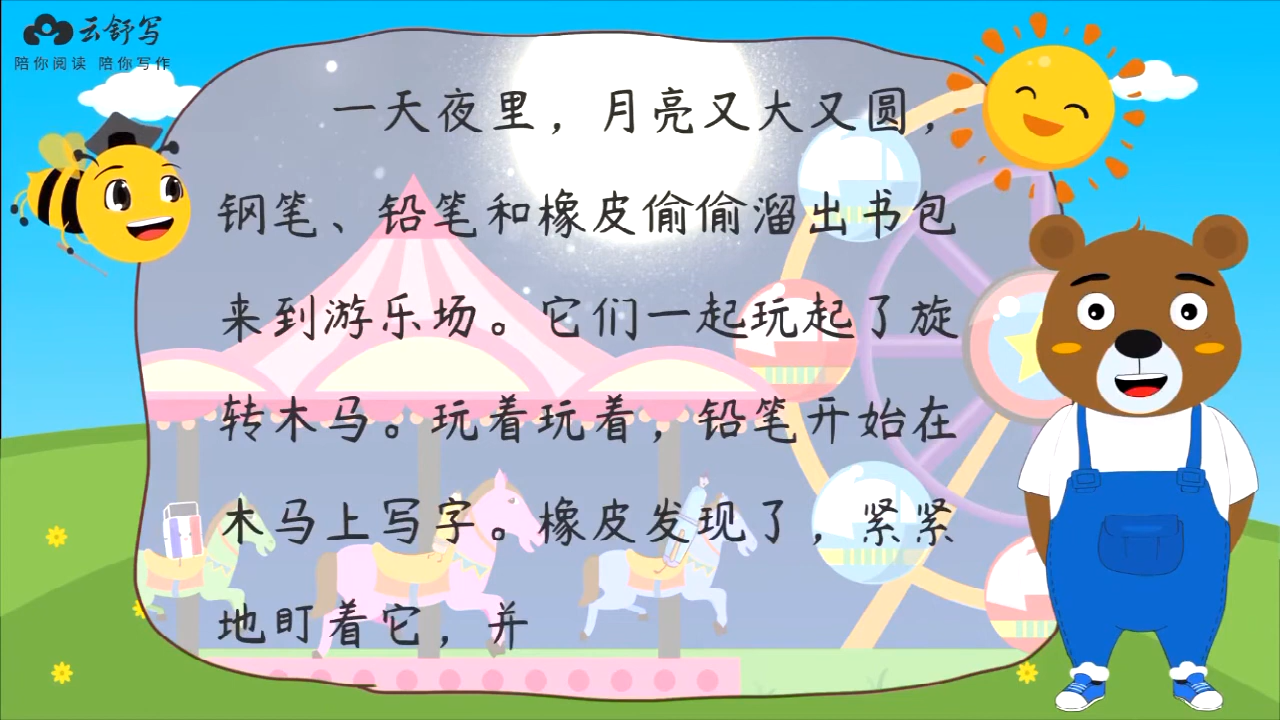 云舒写
陪你阅读 陪你写作
一天夜里，月亮又大又圆，
钢笔、铅笔和橡皮偷偷溜出书包
来到游乐场。它们一起玩起了旋
转木马。玩着玩着，铅笔开始在
木马上写字。橡皮发现了，紧紧
地盯着它，并